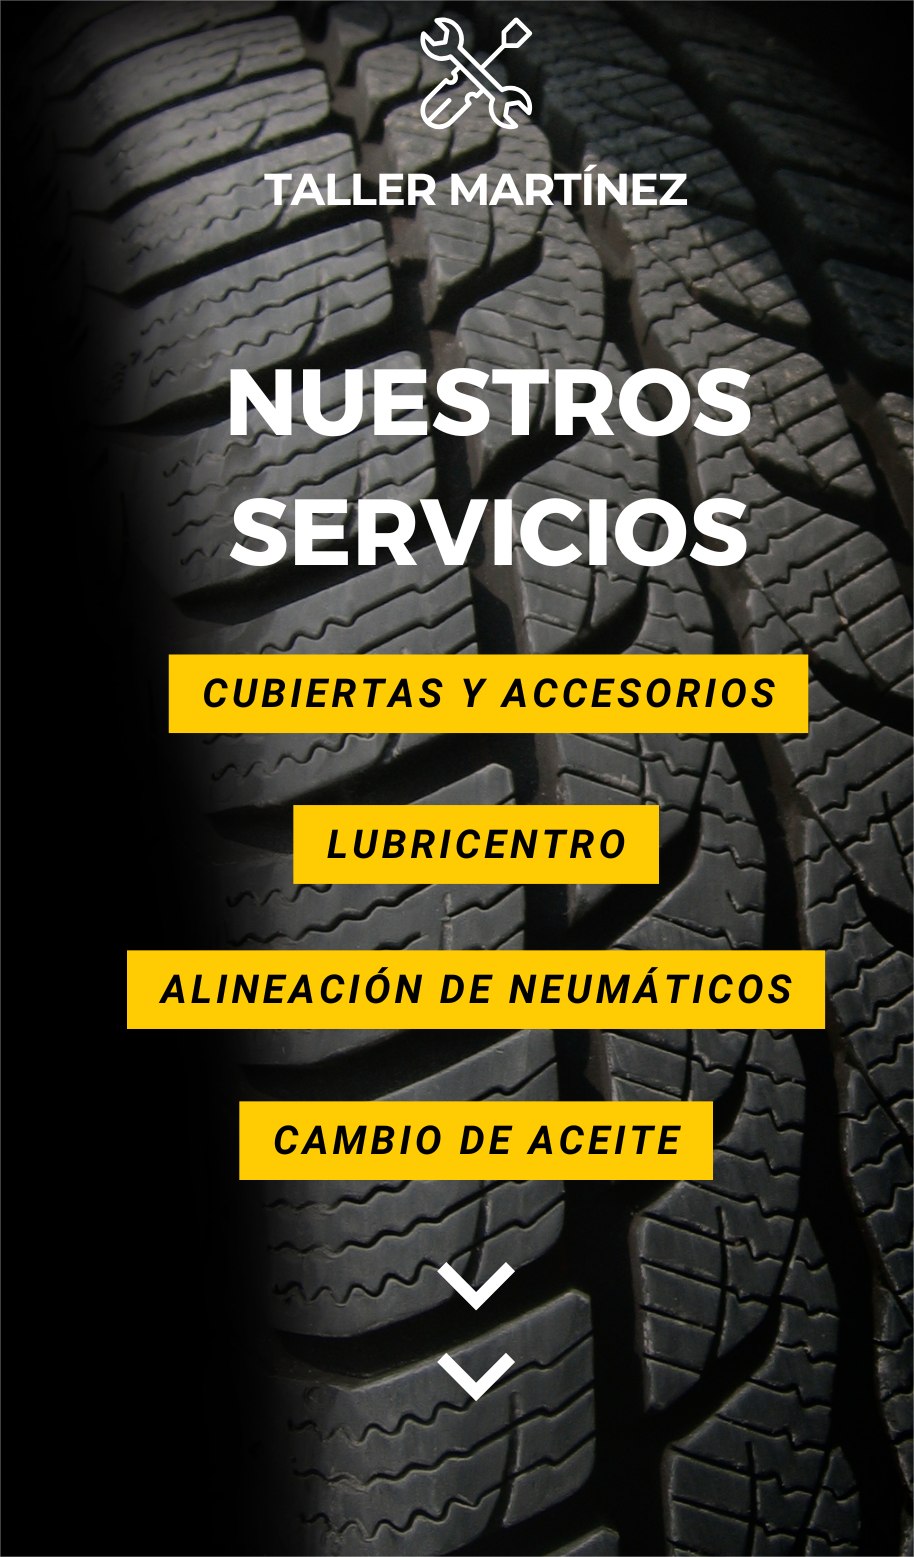 TALLER MARTÍNEZ
NUESTROS
SERVICIOS
CUBIERTAS Y ACCESORIOS
LUBRICENTRO
ALINEACIÓN DE NEUMÁTICOS
CAMBIO DE ACEITE